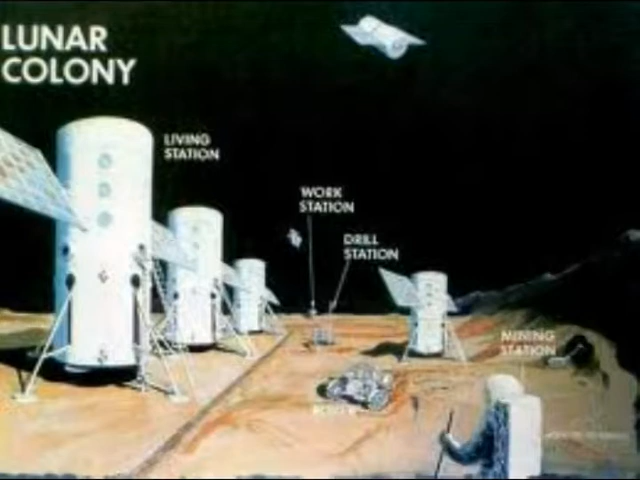 LUNAR
COLONY
LIVING
STATION
WORK
STATION
DRILL
STATION
MINING
STATION